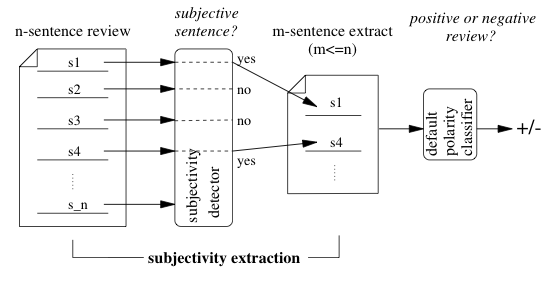 n-sentence review
s1
s2
s3
s4
s_n
subjective
sentence?
yes
no
no
yes
subjectivity
detector
m-sentence extract
(m<=n)
s1
s4
positive or negative
review?
default
polarity
classifier
+/-
subjectivity extraction